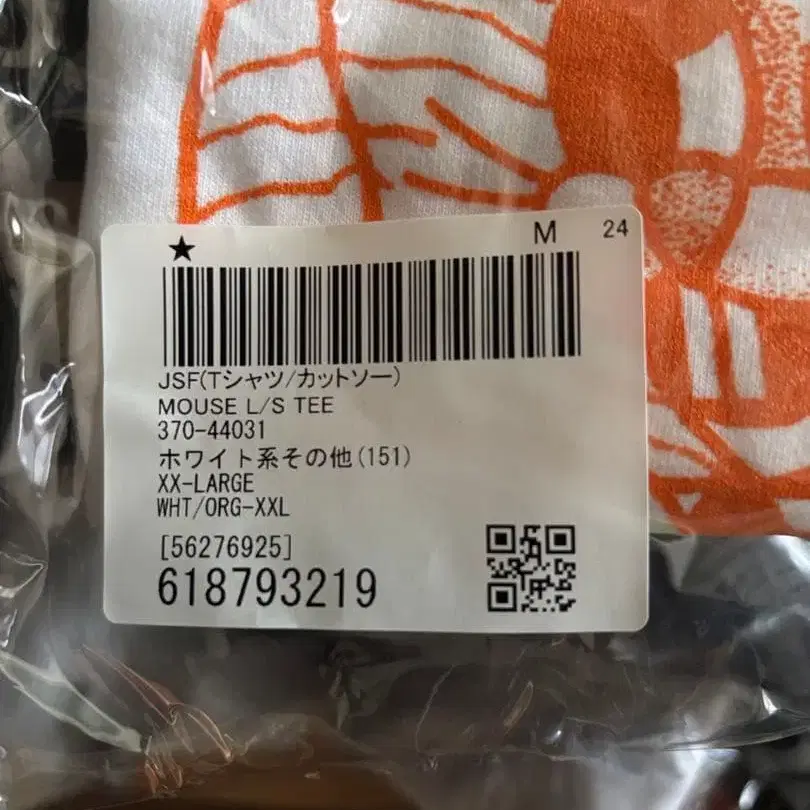 ★ M 24
JSF(Tシャツ/カットソー)
MOUSE L/S TEE
370-44031
ホワイト系その他(151)
XX-LARGE
WHT/ORG-XXL
[56276925]
618793219